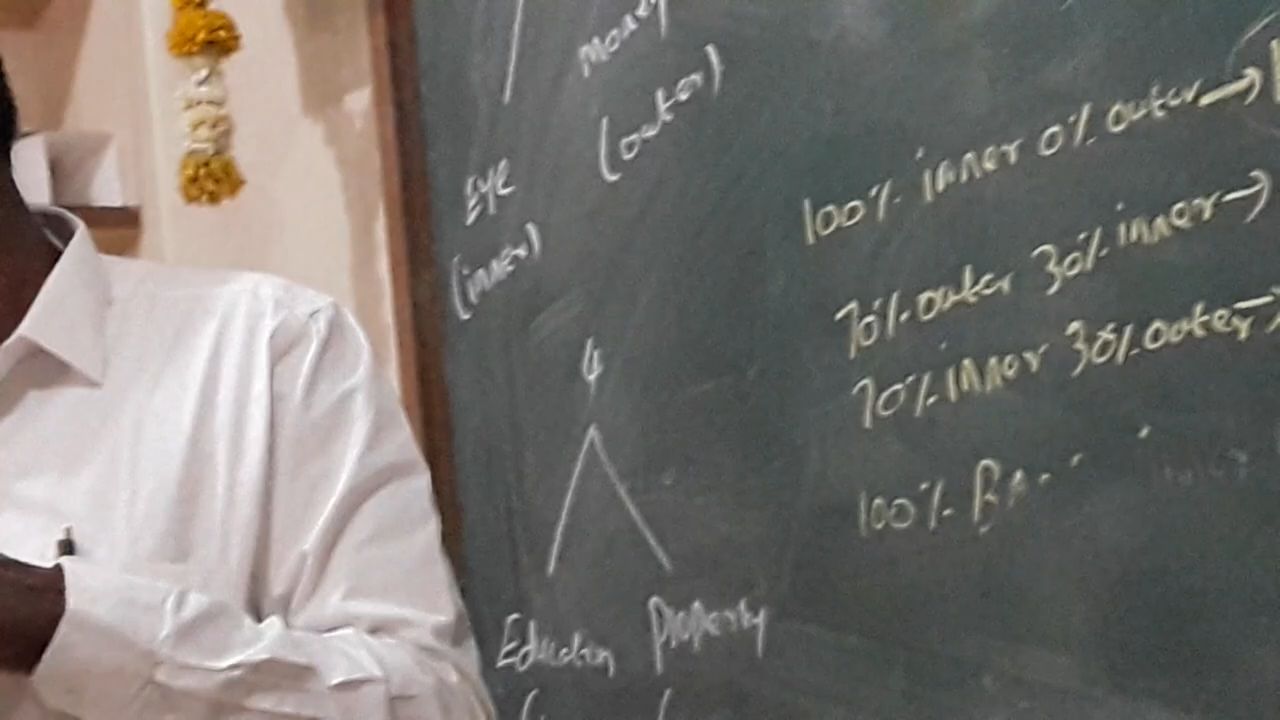 Money
(outer)
Eye
(inner)
4
Education Property
100% inner 0% outer →
70% outer 30% inner →
70% inner 30% outer →
100%